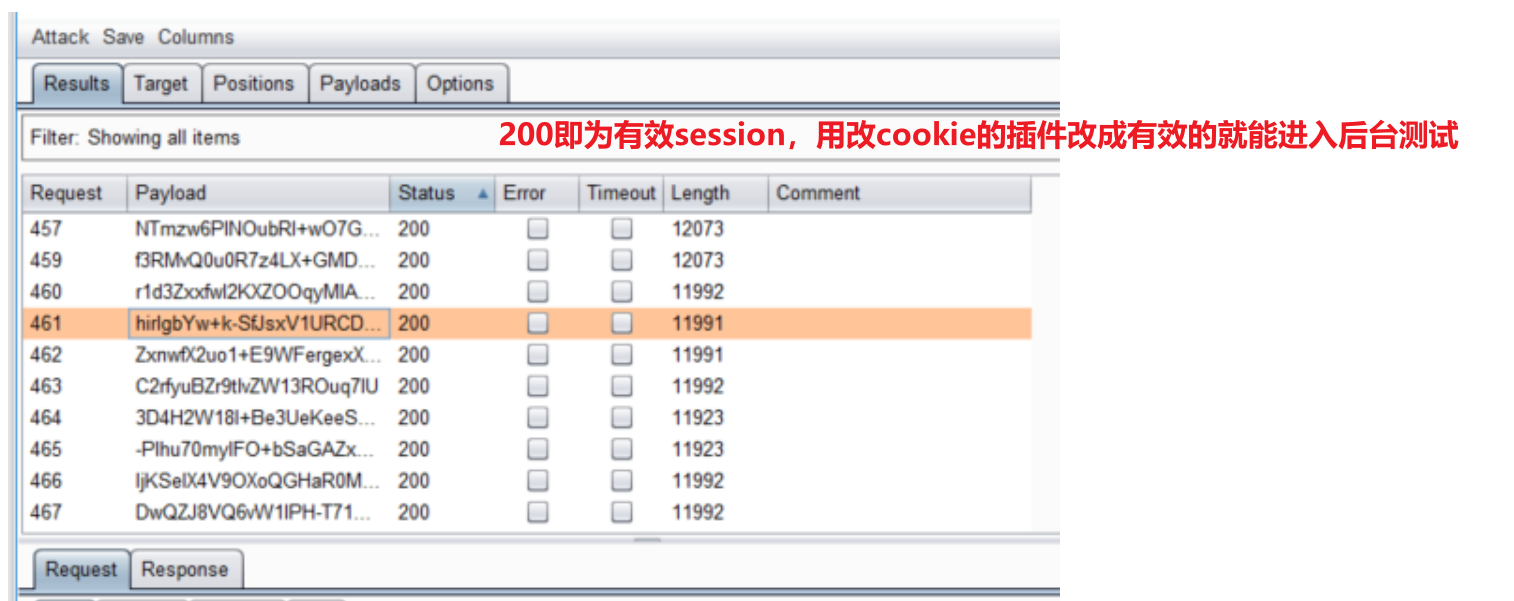 Attack Save Columns
Results Target Positions Payloads Options
Filter: Showing all items
200即为有效session，用改cookie的插件改成有效的就能进入后台测试
Request Payload Status Error Timeout Length Comment
457 NTmzw6PlNOubRI+wO7G... 200 12073
459 f3RMvQ0u0R7z4LX+GMD... 200 12073
460 r1d3Zxxfwl2KXZOOqyMIA... 200 11992
461 hirlgbYw+k-SfJsxV1URCD... 200 11991
462 ZxnwfX2uo1+E9WFergexX... 200 11991
463 C2rfyuBZr9tlvZW13ROuq7IU 200 11992
464 3D4H2W18I+Be3UeKeeS... 200 11923
465 -PIhu70myIFO+bSaGAZx... 200 11923
466 ljKSelX4V9OXoQGHaR0M... 200 11992
467 DwQZJ8VQ6vW1IPH-T71... 200 11992
Request Response